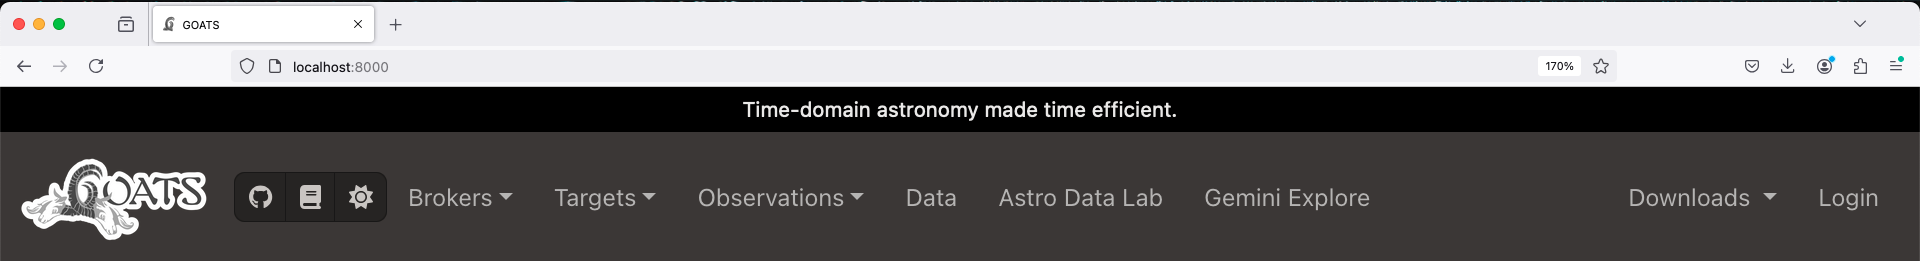 GOATS
localhost:8000 170%
Time-domain astronomy made time efficient.
GOATS Brokers Targets Observations Data Astro Data Lab Gemini Explore Downloads Login